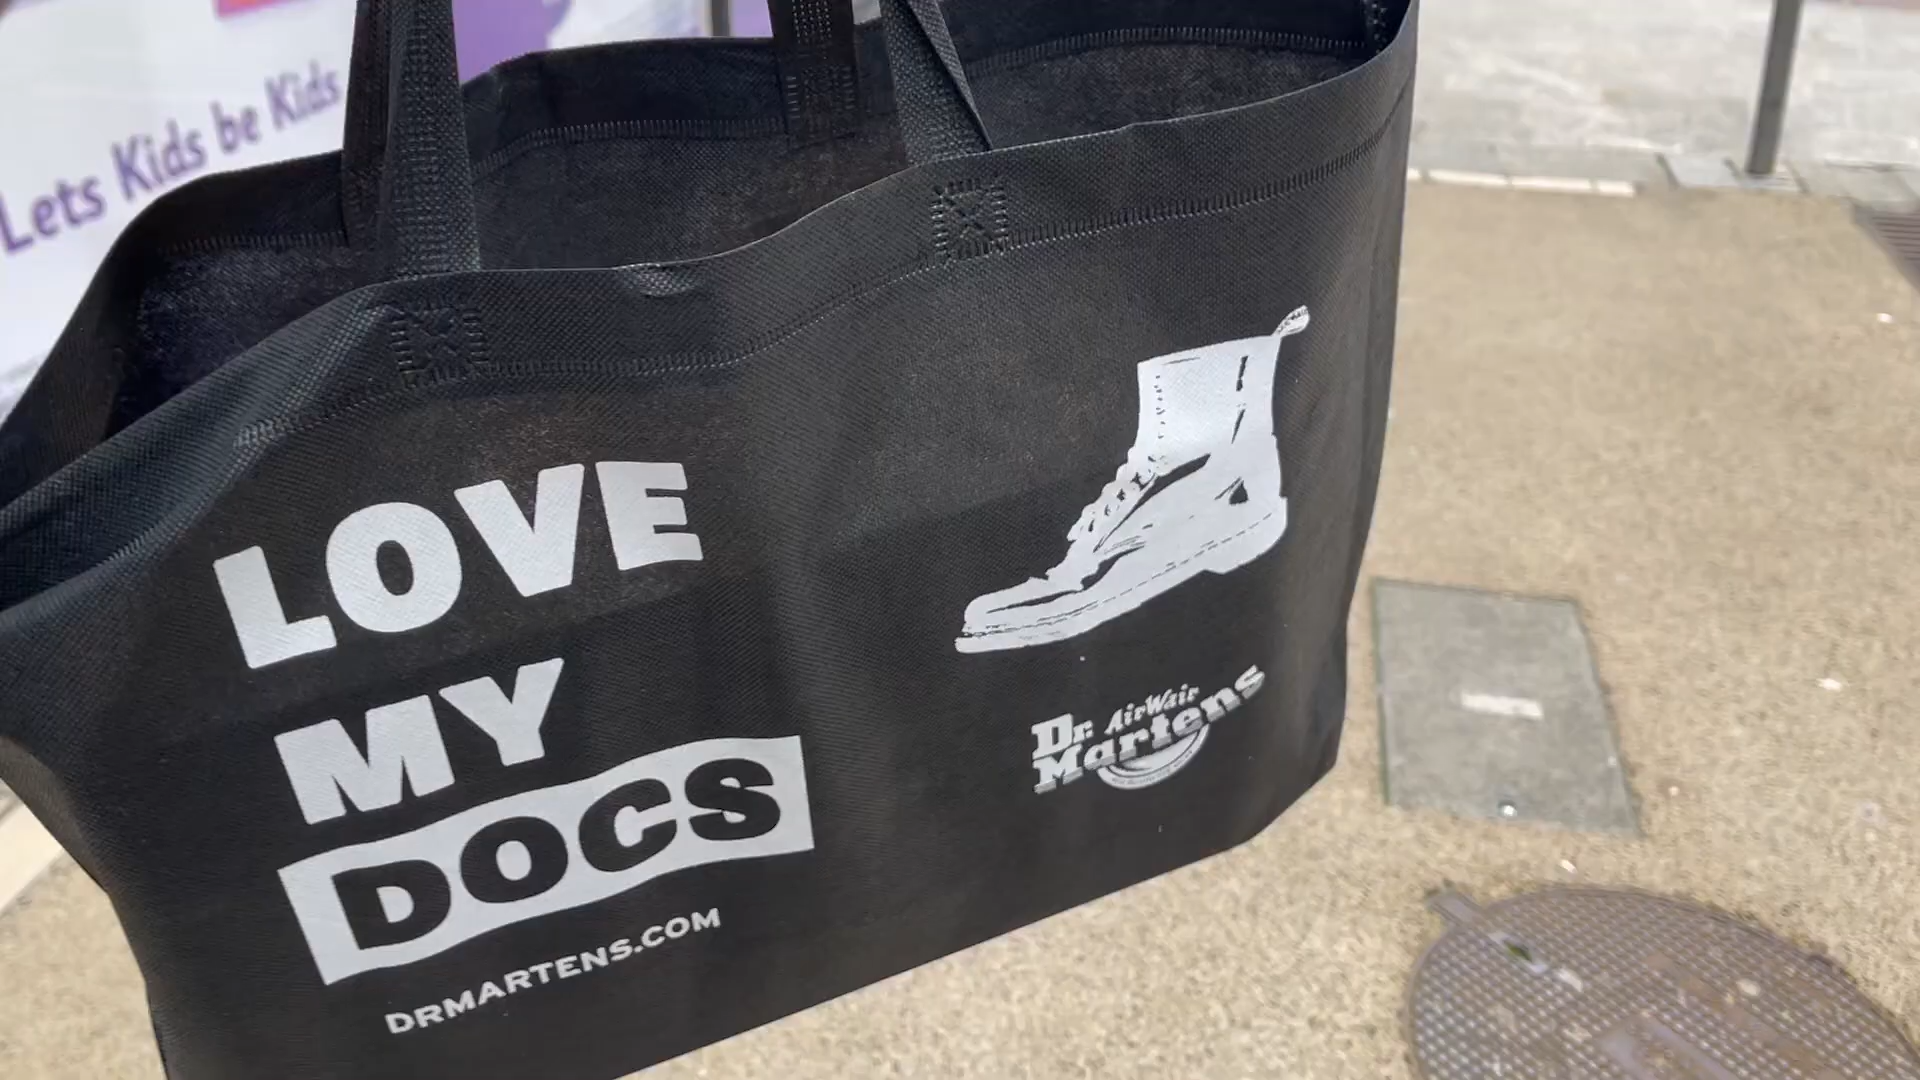 Lets Kids be Kids
LOVE
MY
DOCS
DRMARTENS.COM
Dr. AirWair
Martens